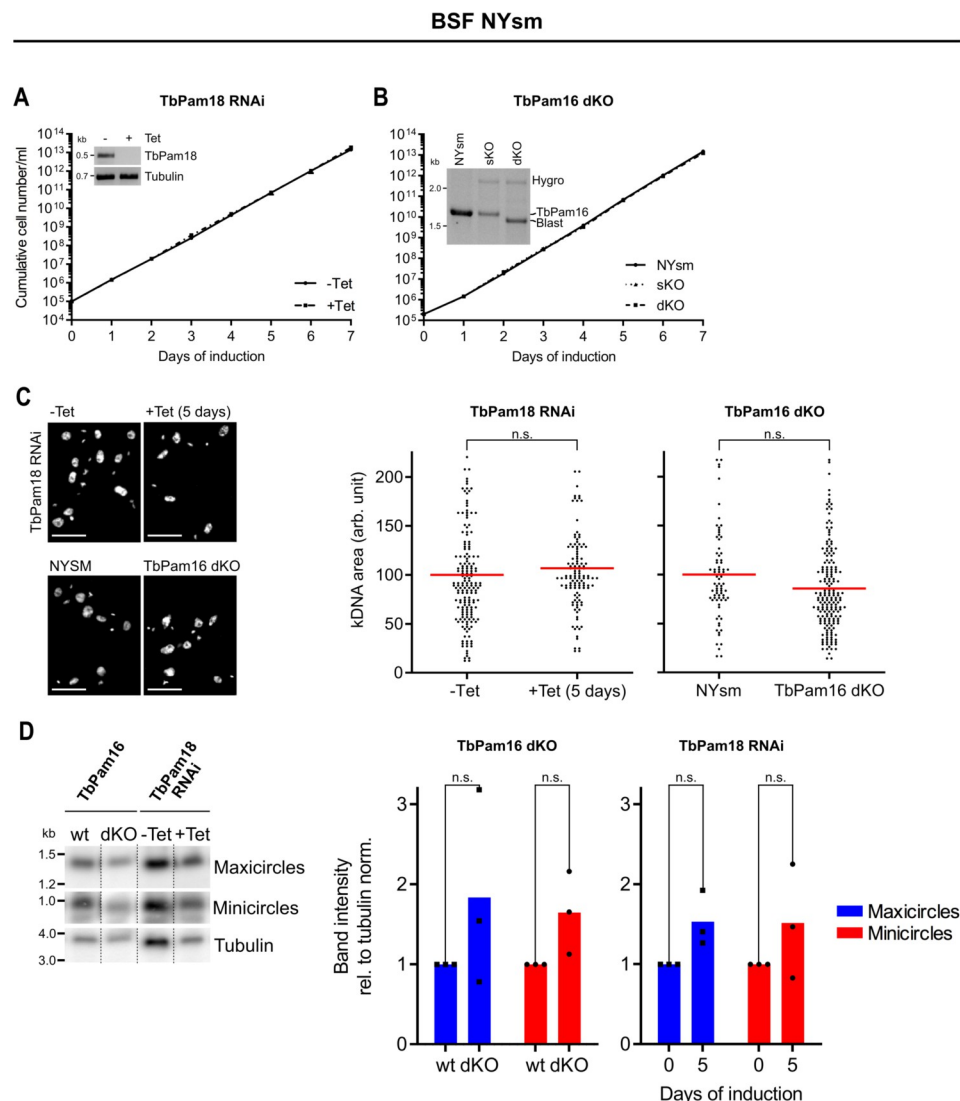 BSF NYsm
A
TbPam18 RNAi
Cumulative cell number/ml
10^14
10^13
10^12
10^11
10^10
10^9
10^8
10^7
10^6
10^5
10^4
kb
- + Tet
0.5 TbPam18
0.7 Tubulin
-Tet
+Tet
0 1 2 3 4 5 6 7
Days of induction
B
TbPam16 dKO
10^14
10^13
10^12
10^11
10^10
10^9
10^8
10^7
10^6
10^5
kb
NYsm sKO dKO
2.0
Hygro
TbPam16
1.5
Blast
NYsm
sKO
dKO
0 1 2 3 4 5 6 7
Days of induction
C
-Tet +Tet (5 days)
TbPam18 RNAi
NYSM TbPam16 dKO
TbPam18 RNAi
n.s.
kDNA area (arb. unit)
200
150
100
50
0
-Tet +Tet (5 days)
TbPam16 dKO
n.s.
NYsm TbPam16 dKO
D
TbPam16
TbPam18
RNAi
kb wt dKO -Tet +Tet
1.5
Maxicircles
1.2
1.0
Minicircles
4.0
Tubulin
3.0
TbPam16 dKO
n.s. n.s.
Band intensity
rel. to tubulin norm.
3
2
1
0
wt dKO wt dKO
TbPam18 RNAi
n.s. n.s.
3
2
1
0
0 5 0 5
Days of induction
Maxicircles
Minicircles